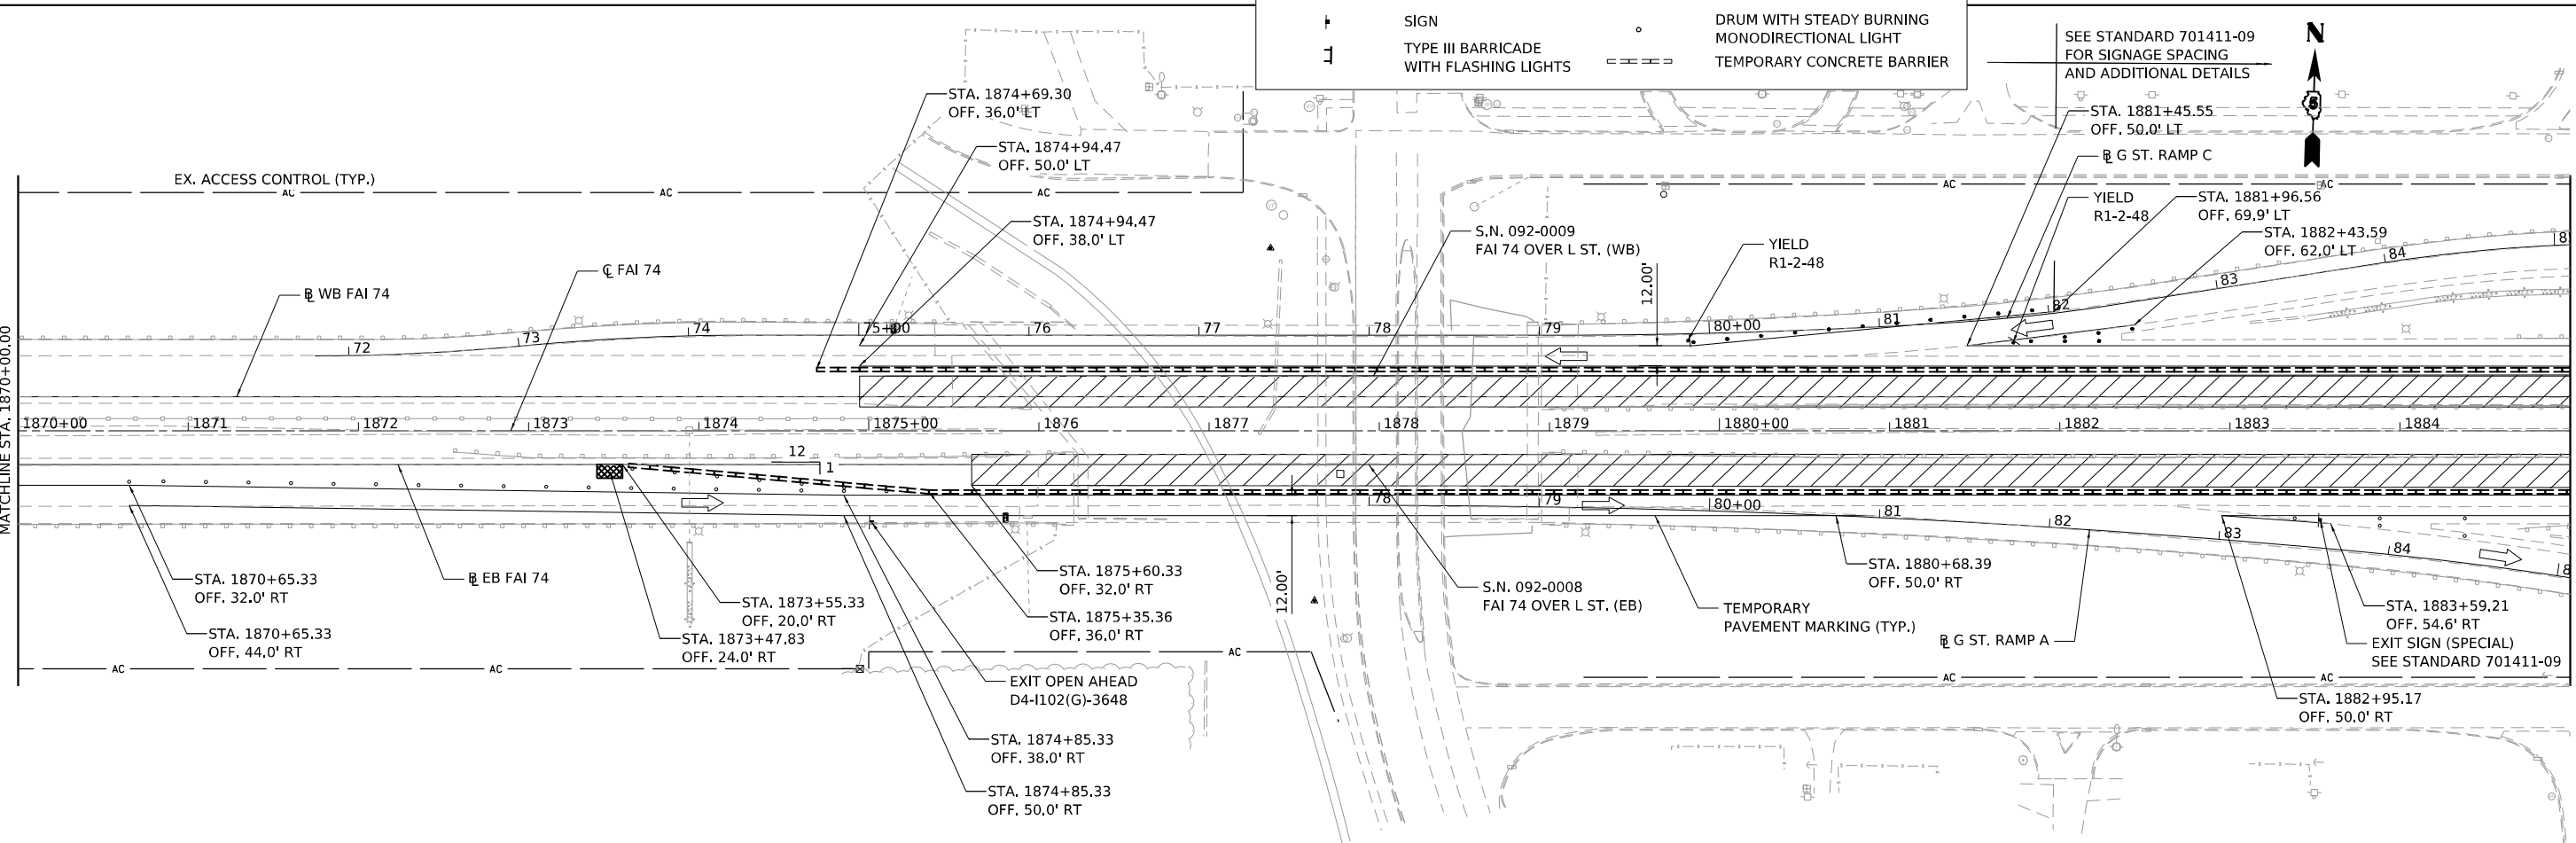 SIGN
TYPE III BARRICADE
WITH FLASHING LIGHTS
DRUM WITH STEADY BURNING
MONODIRECTIONAL LIGHT
TEMPORARY CONCRETE BARRIER
SEE STANDARD 701411-09
FOR SIGNAGE SPACING
AND ADDITIONAL DETAILS
N
5
STA. 1874+69.30
OFF. 36.0' LT
STA. 1874+94.47
OFF. 50.0' LT
STA. 1874+94.47
OFF. 38.0' LT
STA. 1881+45.55
OFF. 50.0' LT
B G ST. RAMP C
YIELD
R1-2-48
STA. 1881+96.56
OFF. 69.9' LT
STA. 1882+43.59
OFF. 62.0' LT
EX. ACCESS CONTROL (TYP.)
AC AC AC AC AC
S.N. 092-0009
FAI 74 OVER L ST. (WB)
YIELD
R1-2-48
12.00'
℄ FAI 74
B WB FAI 74
MATCHLINE STA. 1870+00.00
72 73 74 75+00 76 77 78 79 80+00 81 82 83 84 8
1870+00 1871 1872 1873 1874 1875+00 1876 1877 1878 1879 1880+00 1881 1882 1883 1884
12
1
78 79 80+00 81 82 83 84 8
STA. 1870+65.33
OFF. 32.0' RT
STA. 1870+65.33
OFF. 44.0' RT
B EB FAI 74
STA. 1873+55.33
OFF. 20.0' RT
STA. 1873+47.83
OFF. 24.0' RT
STA. 1875+60.33
OFF. 32.0' RT
STA. 1875+35.36
OFF. 36.0' RT
12.00'
S.N. 092-0008
FAI 74 OVER L ST. (EB)
TEMPORARY
PAVEMENT MARKING (TYP.)
STA. 1880+68.39
OFF. 50.0' RT
B G ST. RAMP A
STA. 1883+59.21
OFF. 54.6' RT
EXIT SIGN (SPECIAL)
SEE STANDARD 701411-09
STA. 1882+95.17
OFF. 50.0' RT
AC AC AC AC AC
EXIT OPEN AHEAD
D4-I102(G)-3648
STA. 1874+85.33
OFF. 38.0' RT
STA. 1874+85.33
OFF. 50.0' RT